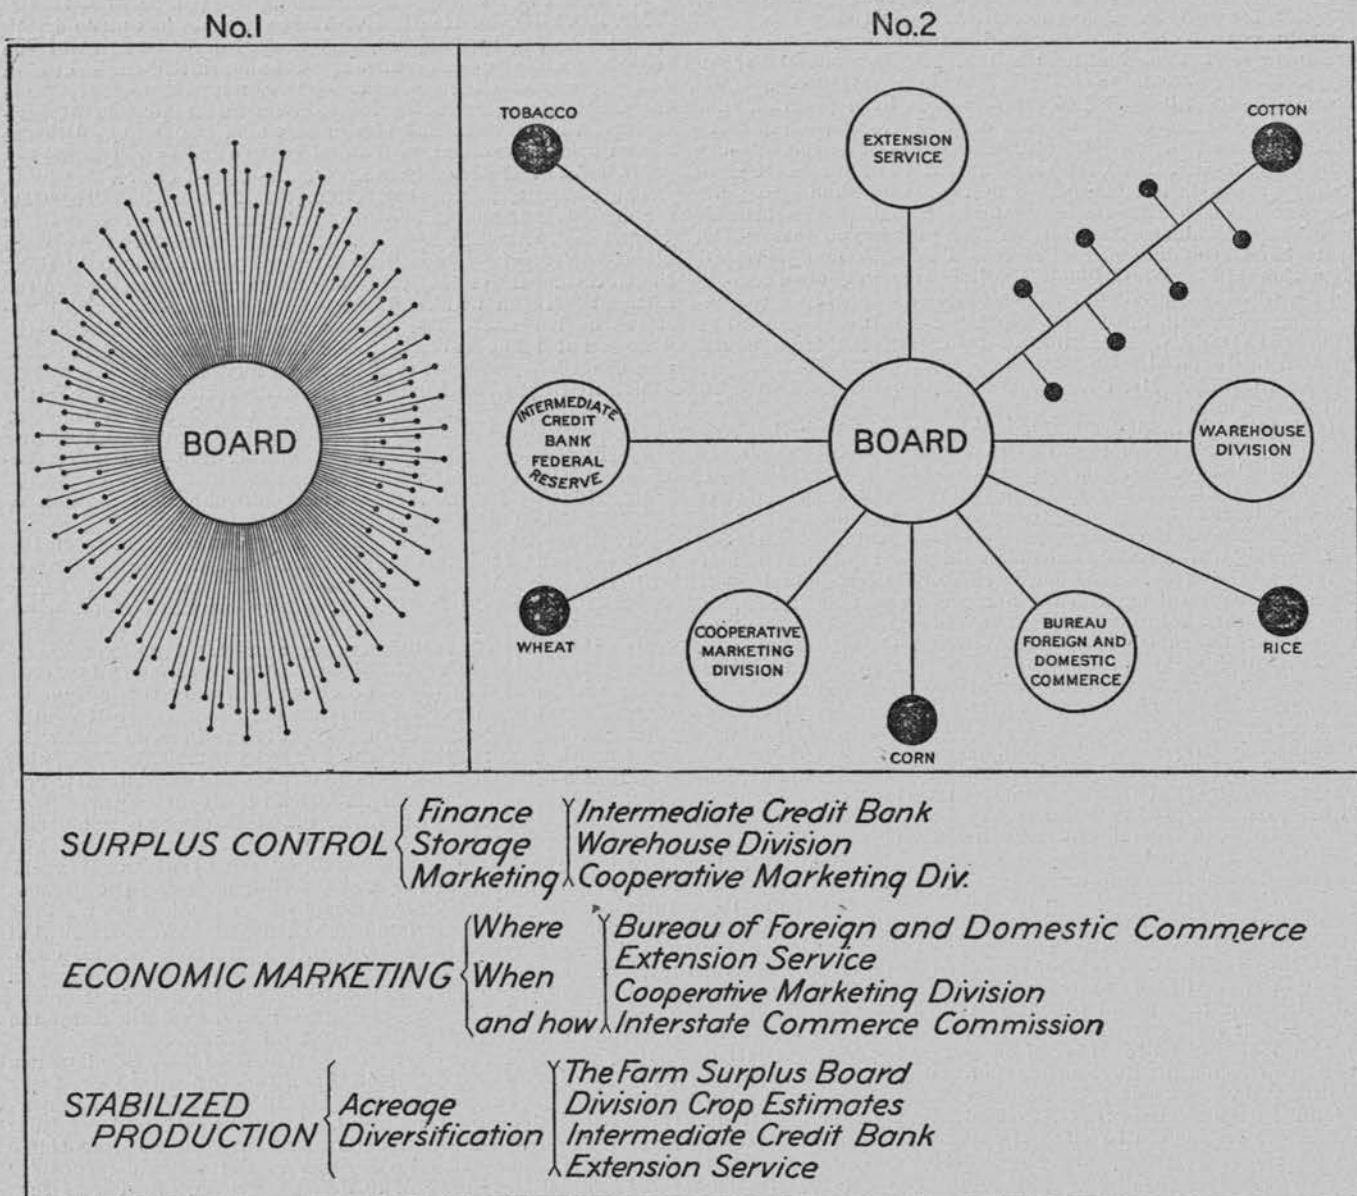 No.1
No.2
BOARD
TOBACCO
EXTENSION
SERVICE
COTTON
INTERMEDIATE
CREDIT
BANK
FEDERAL
RESERVE
BOARD
WAREHOUSE
DIVISION
WHEAT
COOPERATIVE
MARKETING
DIVISION
CORN
BUREAU
FOREIGN AND
DOMESTIC
COMMERCE
RICE
SURPLUS CONTROL
Finance
Storage
Marketing
Intermediate Credit Bank
Warehouse Division
Cooperative Marketing Div.
ECONOMIC MARKETING
Where
When
and how
Bureau of Foreign and Domestic Commerce
Extension Service
Cooperative Marketing Division
Interstate Commerce Commission
STABILIZED
PRODUCTION
Acreage
Diversification
The Farm Surplus Board
Division Crop Estimates
Intermediate Credit Bank
Extension Service